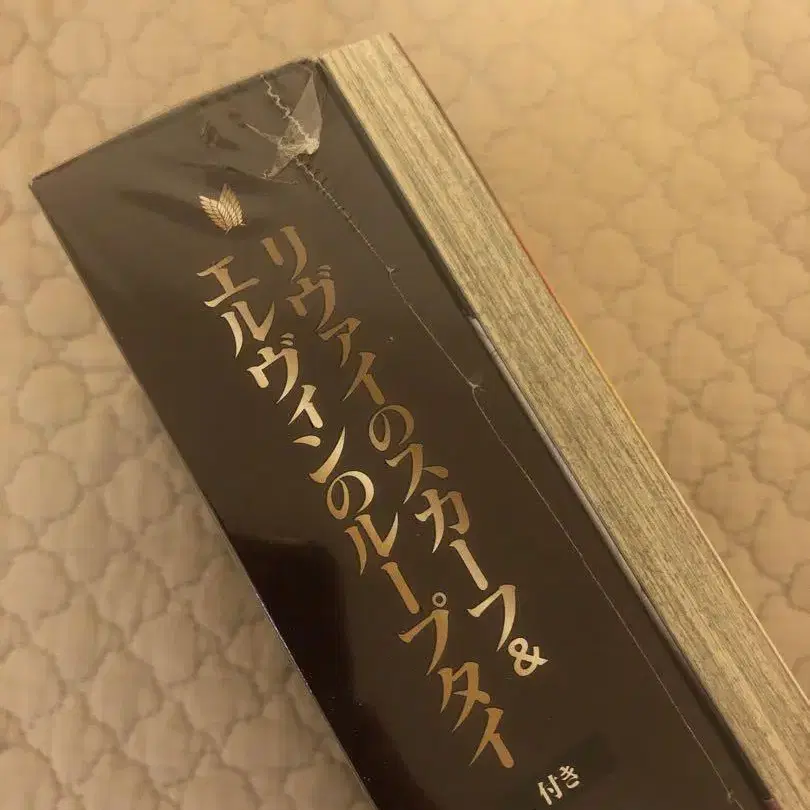 リヴァイのスカーフ&
エルヴィンのループタイ
付き